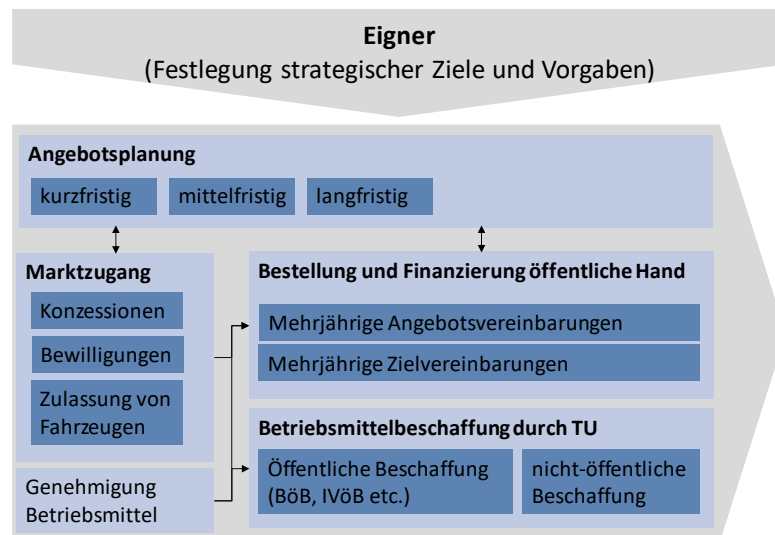 Eigner
(Festlegung strategischer Ziele und Vorgaben)
Angebotsplanung
kurzfristig
mittelfristig
langfristig
Marktzugang
Konzessionen
Bewilligungen
Zulassung von
Fahrzeugen
Genehmigung
Betriebsmittel
Bestellung und Finanzierung öffentliche Hand
Mehrjährige Angebotsvereinbarungen
Mehrjährige Zielvereinbarungen
Betriebsmittelbeschaffung durch TU
Öffentliche Beschaffung
(BöB, IVöB etc.)
nicht-öffentliche
Beschaffung